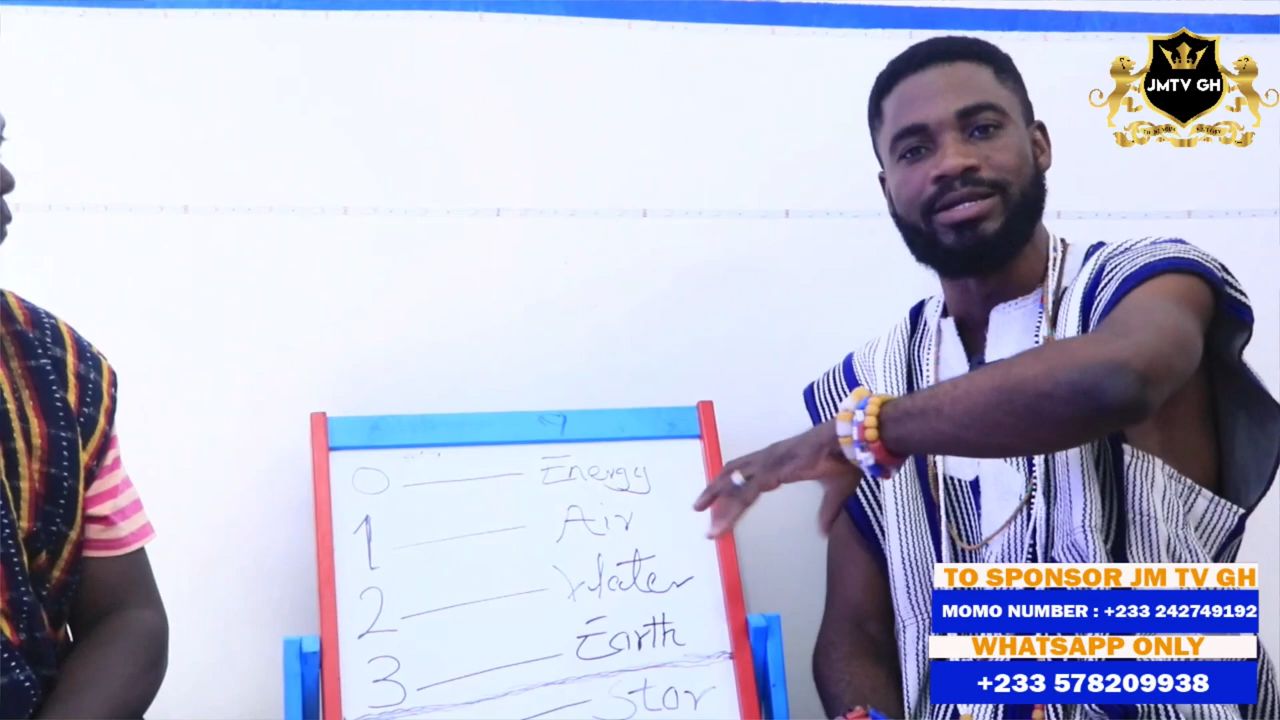 JMTV GH
0 — Energy
1 — Air
2 — Water
3 — Earth
— Star
TO SPONSOR JM TV GH
MOMO NUMBER : +233 242749192
WHATSAPP ONLY
+233 578209938